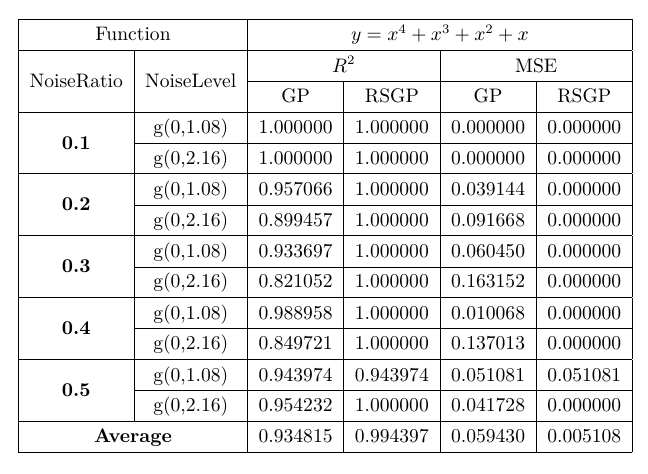 Function y = x⁴ + x³ + x² + x
NoiseRatio NoiseLevel R² MSE
GP RSGP GP RSGP
0.1 g(0,1.08) 1.000000 1.000000 0.000000 0.000000
g(0,2.16) 1.000000 1.000000 0.000000 0.000000
0.2 g(0,1.08) 0.957066 1.000000 0.039144 0.000000
g(0,2.16) 0.899457 1.000000 0.091668 0.000000
0.3 g(0,1.08) 0.933697 1.000000 0.060450 0.000000
g(0,2.16) 0.821052 1.000000 0.163152 0.000000
0.4 g(0,1.08) 0.988958 1.000000 0.010068 0.000000
g(0,2.16) 0.849721 1.000000 0.137013 0.000000
0.5 g(0,1.08) 0.943974 0.943974 0.051081 0.051081
g(0,2.16) 0.954232 1.000000 0.041728 0.000000
Average 0.934815 0.994397 0.059430 0.005108